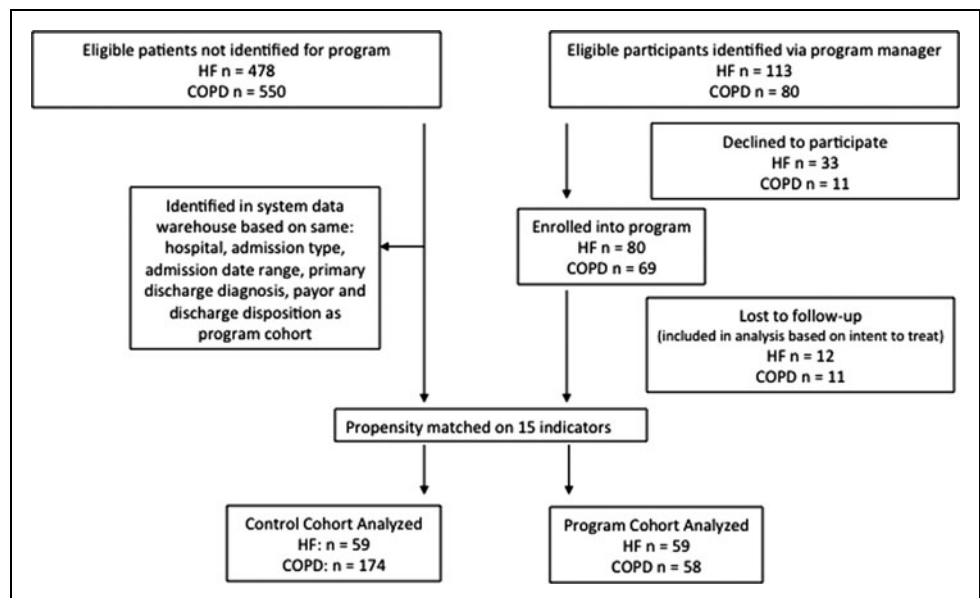 Eligible patients not identified for program
HF n = 478
COPD n = 550
Eligible participants identified via program manager
HF n = 113
COPD n = 80
Declined to participate
HF n = 33
COPD n = 11
Identified in system data
warehouse based on same:
hospital, admission type,
admission date range, primary
discharge diagnosis, payor and
discharge disposition as
program cohort
Enrolled into program
HF n = 80
COPD n = 69
Lost to follow-up
(included in analysis based on intent to treat)
HF n = 12
COPD n = 11
Propensity matched on 15 indicators
Control Cohort Analyzed
HF: n = 59
COPD: n = 174
Program Cohort Analyzed
HF n = 59
COPD n = 58